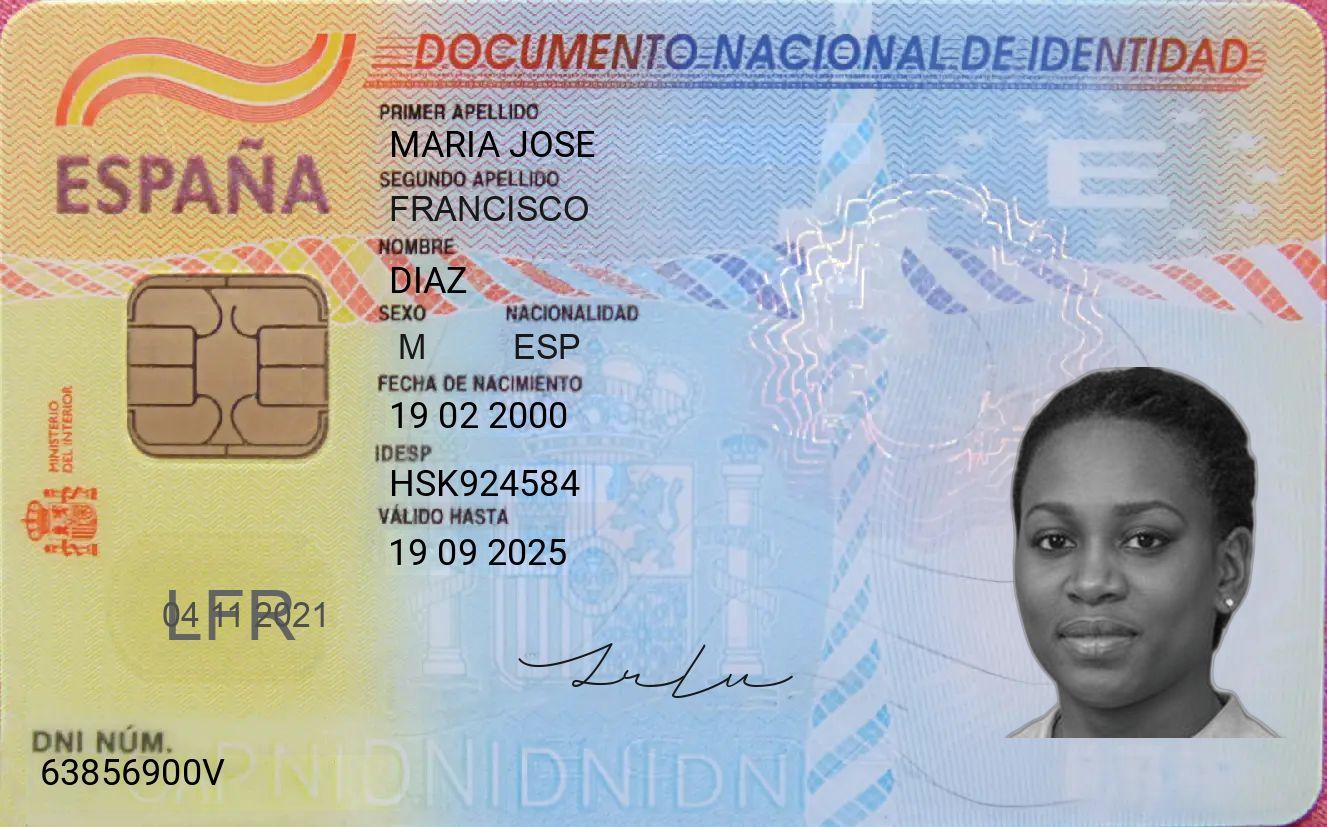 DOCUMENTO NACIONAL DE IDENTIDAD
ESPAÑA
PRIMER APELLIDO
MARIA JOSE
SEGUNDO APELLIDO
FRANCISCO
NOMBRE
DIAZ
SEXO NACIONALIDAD
M ESP
FECHA DE NACIMIENTO
19 02 2000
IDESP
HSK924584
VÁLIDO HASTA
19 09 2025
MINISTERIO
DEL INTERIOR
E
LFR
04 11 2021
DNI NÚM.
63856900V
DNIDNIDNIDNI